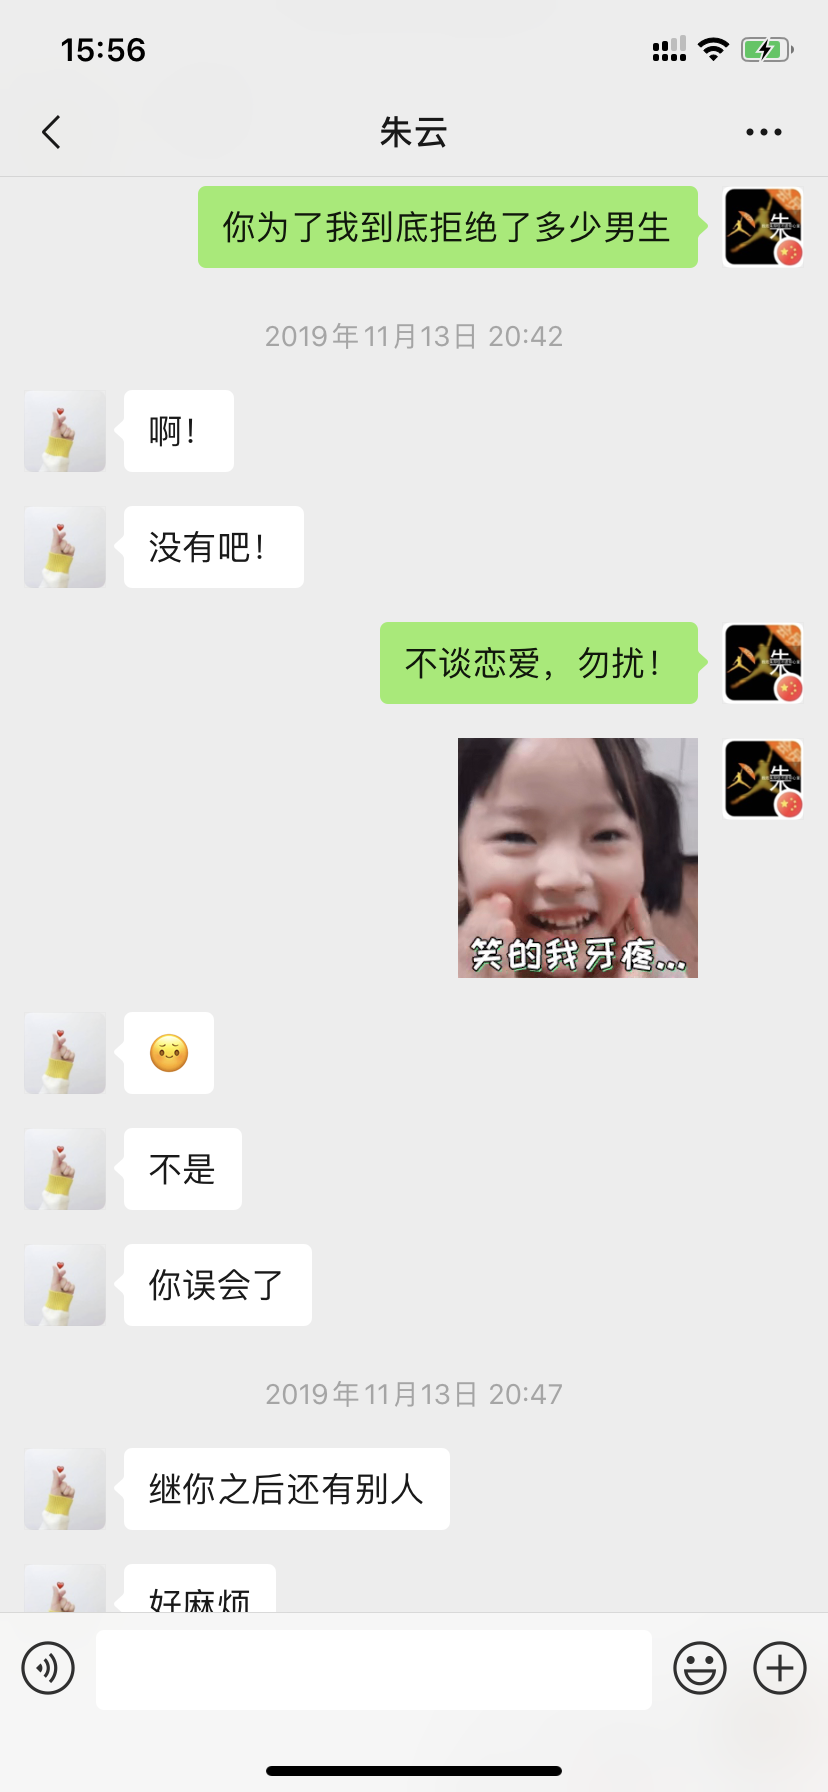 15:56
朱云
你为了我到底拒绝了多少男生
朱
2019年11月13日 20:42
啊！
没有吧！
不谈恋爱，勿扰！
朱
朱
笑的我牙疼...
不是
你误会了
2019年11月13日 20:47
继你之后还有别人
好麻烦